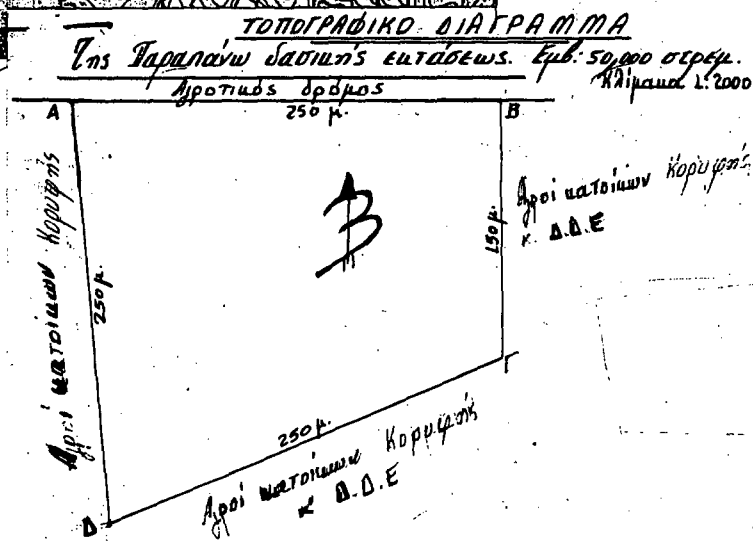 ΤΟΠΟΓΡΑΦΙΚΟ ΔΙΑΓΡΑΜΜΑ
Της Παραπάνω δασικής εκτάσεως. Εμβ: 50,000 στρέμ.
Κλίμακα 1:2000
Αγροτικός δρόμος
Α 250 μ. Β
Αγροί κατοίκων Κορυφής
250 μ.
Β
150 μ.
Αγροί κατοίκων Κορυφής
κ. Δ.Δ.Ε
Γ
250 μ.
Αγροί κατοίκων Κορυφής
κ Δ.Δ.Ε
Δ